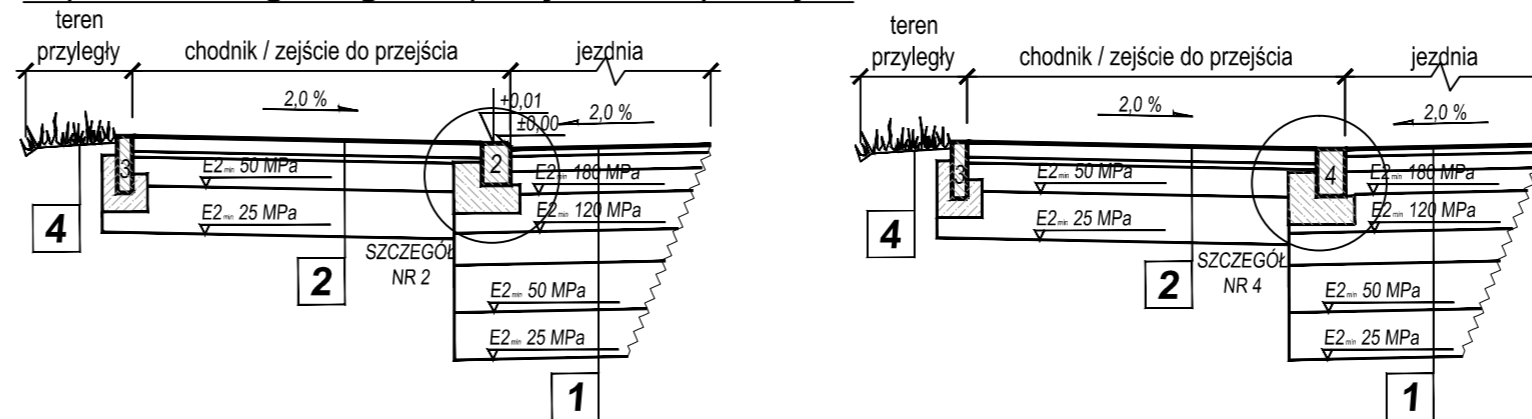 teren
przyległy
chodnik / zejście do przejścia
jezdnia
2,0 %
+0,01
±0,00
2,0 %
3
2
E2min 50 MPa
E2min 180 MPa
E2min 25 MPa
E2min 120 MPa
4
SZCZEGÓŁ
NR 2
2
E2min 50 MPa
E2min 25 MPa
1
teren
przyległy
chodnik / zejście do przejścia
jezdnia
2,0 %
2,0 %
3
4
E2min 50 MPa
E2min 180 MPa
E2min 25 MPa
E2min 120 MPa
4
SZCZEGÓŁ
NR 4
2
E2min 50 MPa
E2min 25 MPa
1